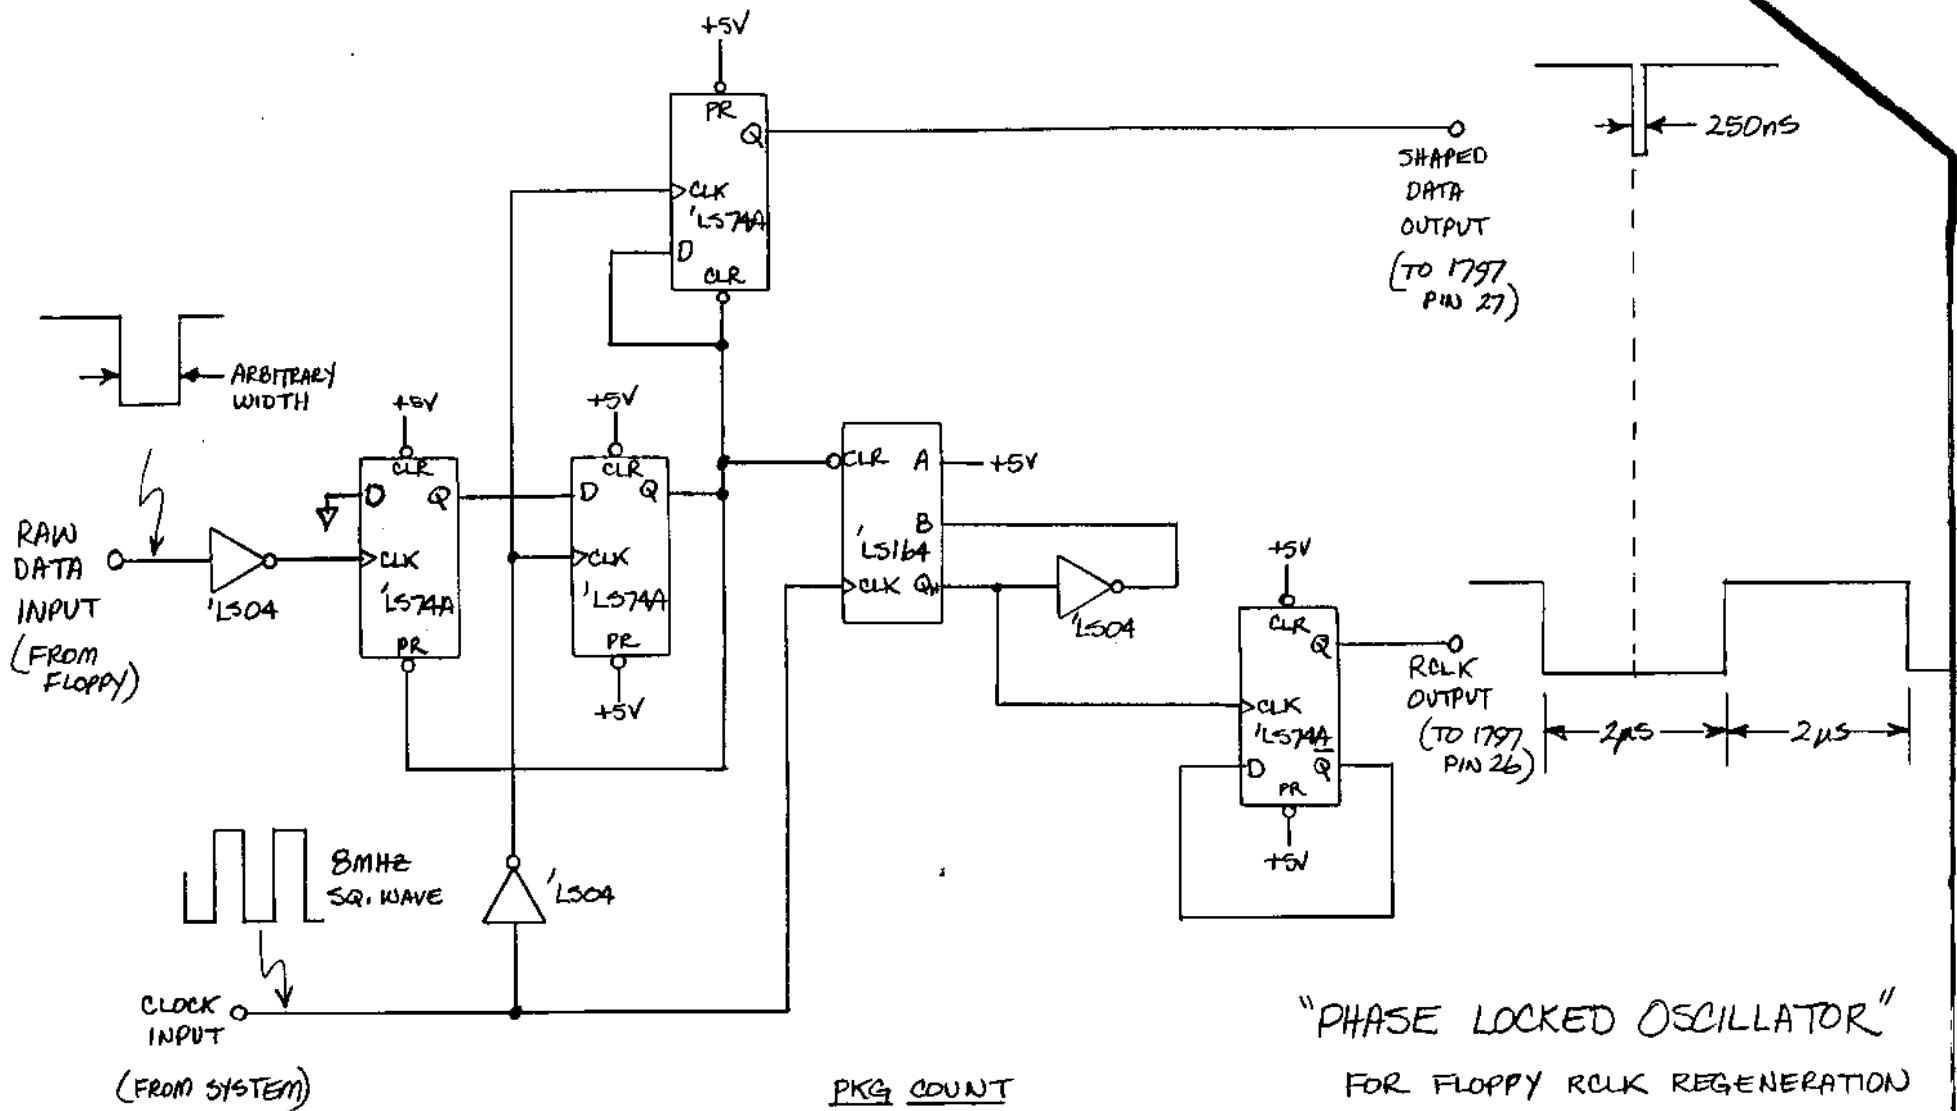 +5V
PR
Q
CLK
'LS74A
D
CLR
SHAPED
DATA
OUTPUT
(TO 1797
PIN 27)
250nS
ARBITRARY
WIDTH
+5V
CLR
D
Q
CLK
'LS74A
PR
+5V
CLR
D
Q
CLK
'LS74A
PR
+5V
RAW
DATA
INPUT
(FROM
FLOPPY)
'LS04
CLR
A
+5V
B
'LS164
CLK
QH
'LS04
+5V
CLR
Q
CLK
'LS74A
D
Q
PR
+5V
RCLK
OUTPUT
(TO 1797
PIN 26)
2µs
2µs
8MHZ
SQ. WAVE
'LS04
CLOCK
INPUT
(FROM SYSTEM)
PKG COUNT
"PHASE LOCKED OSCILLATOR"
FOR FLOPPY RCLK REGENERATION